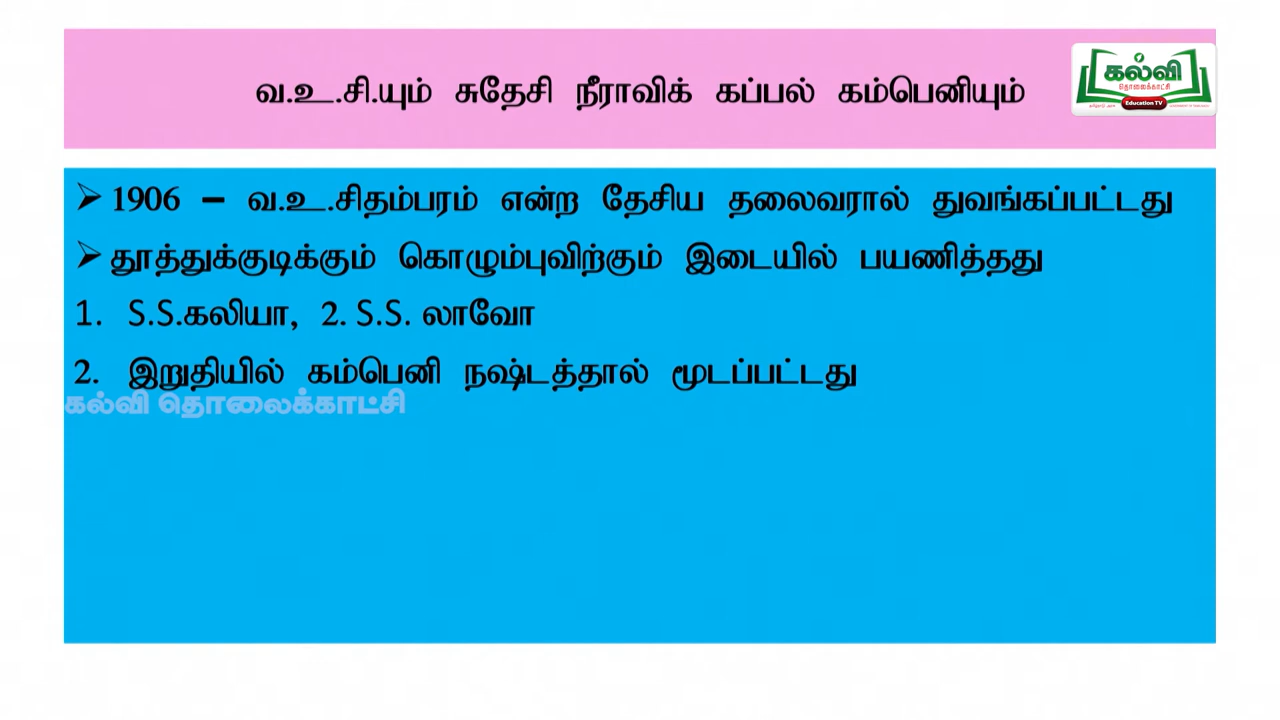 வ.உ.சி.யும் சுதேசி நீராவிக் கப்பல் கம்பெனியும்
கல்வி
தொலைக்காட்சி
Education TV
➢ 1906 – வ.உ.சிதம்பரம் என்ற தேசிய தலைவரால் துவங்கப்பட்டது
➢ தூத்துக்குடிக்கும் கொழும்புவிற்கும் இடையில் பயணித்தது
1. S.S.கலியா, 2. S.S. லாவோ
2. இறுதியில் கம்பெனி நஷ்டத்தால் மூடப்பட்டது
கல்வி தொலைக்காட்சி